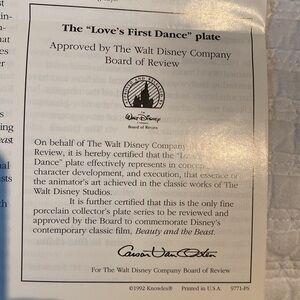 The "Love's First Dance" plate
Approved by The Walt Disney Company
Board of Review
THE
Walt Disney
COMPANY
Board of Review
On behalf of The Walt Disney Company
Review, it is hereby certified that the "Lov
Dance" plate effectively represents in concep
character development, and execution, that essence o
the animator's art achieved in the classic works of The
Walt Disney Studios.
It is further certified that this is the only fine
porcelain collector's plate series to be reviewed and
approved by the Board to commemorate Disney's
contemporary classic film, Beauty and the Beast.
For The Walt Disney Company Board of Review
©1992 Knowles® Printed in U.S.A. 9771-PS